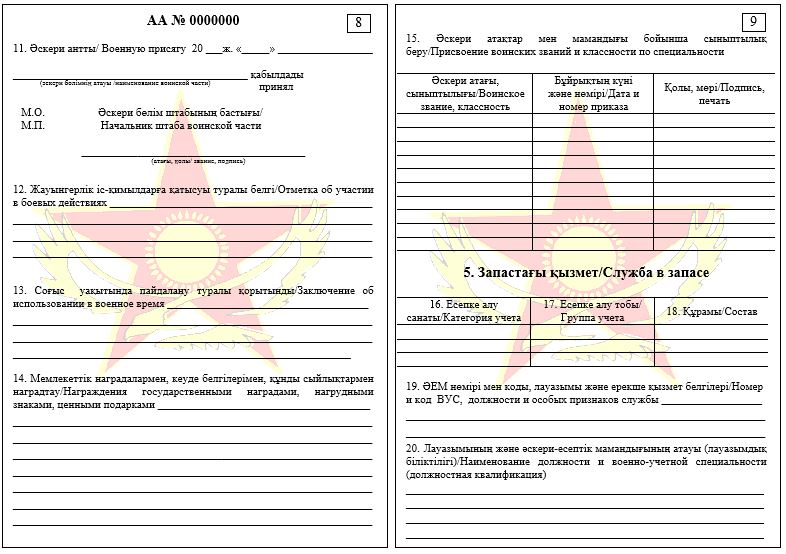 АА № 0000000
8
11. Әскери антты/ Военную присягу 20 ___ж. «_____» __________________
_____________________________________________ қабылдады
(әскери бөлімнің атауы /наименование воинской части)
принял
М.О. Әскери бөлім штабының бастығы/
М.П. Начальник штаба воинской части
(атағы, қолы/ звание, подпись)
12. Жауынгерлік іс-қимылдарға қатысуы туралы белгі/Отметка об участии
в боевых действиях
13. Соғыс уақытында пайдалану туралы қорытынды/Заключение об
использовании в военное время
14. Мемлекеттік наградалармен, кеуде белгілерімен, құнды сыйлықтармен
наградтау/Награждения государственными наградами, нагрудными
знаками, ценными подарками
9
15. Әскери атақтар мен мамандығы бойынша сыныптылық
беру/Присвоение воинских званий и классности по специальности
Әскери атағы,
сыныптылығы/Воинское
звание, классность
Бұйрықтың күні
және нөмірі/Дата и
номер приказа
Қолы, мөрі/Подпись,
печать
5. Запастағы қызмет/Служба в запасе
16. Есепке алу
санаты/Категория учета
17. Есепке алу тобы/
Группа учета
18. Құрамы/Состав
19. ӘЕМ нөмірі мен коды, лауазымы және ерекше қызмет белгілері/Номер
и код ВУС, должности и особых признаков службы
20. Лауазымының және әскери-есептік мамандығының атауы (лауазымдық
біліктілігі)/Наименование должности и военно-учетной специальности
(должностная квалификация)